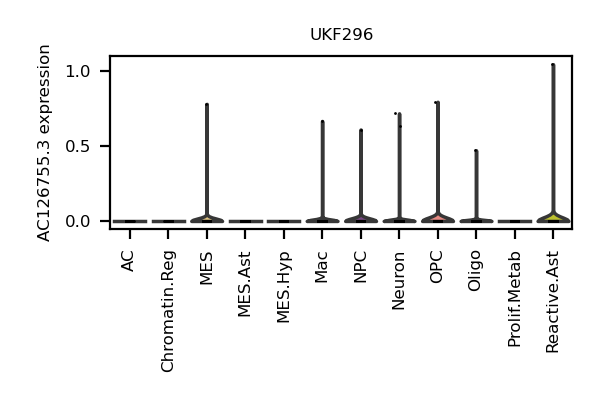 UKF296
AC126755.3 expression
1.0
0.5
0.0
AC
Chromatin.Reg
MES
MES.Ast
MES.Hyp
Mac
NPC
Neuron
OPC
Oligo
Prolif.Metab
Reactive.Ast